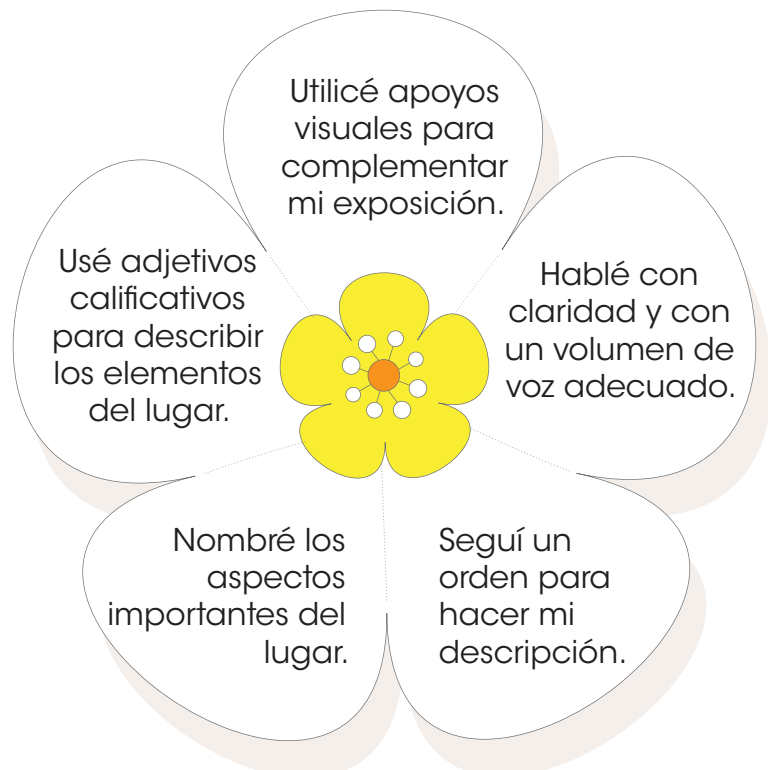 Utilicé apoyos
visuales para
complementar
mi exposición.
Usé adjetivos
calificativos
para describir
los elementos
del lugar.
Hablé con
claridad y con
un volumen de
voz adecuado.
Nombré los
aspectos
importantes del
lugar.
Seguí un
orden para
hacer mi
descripción.